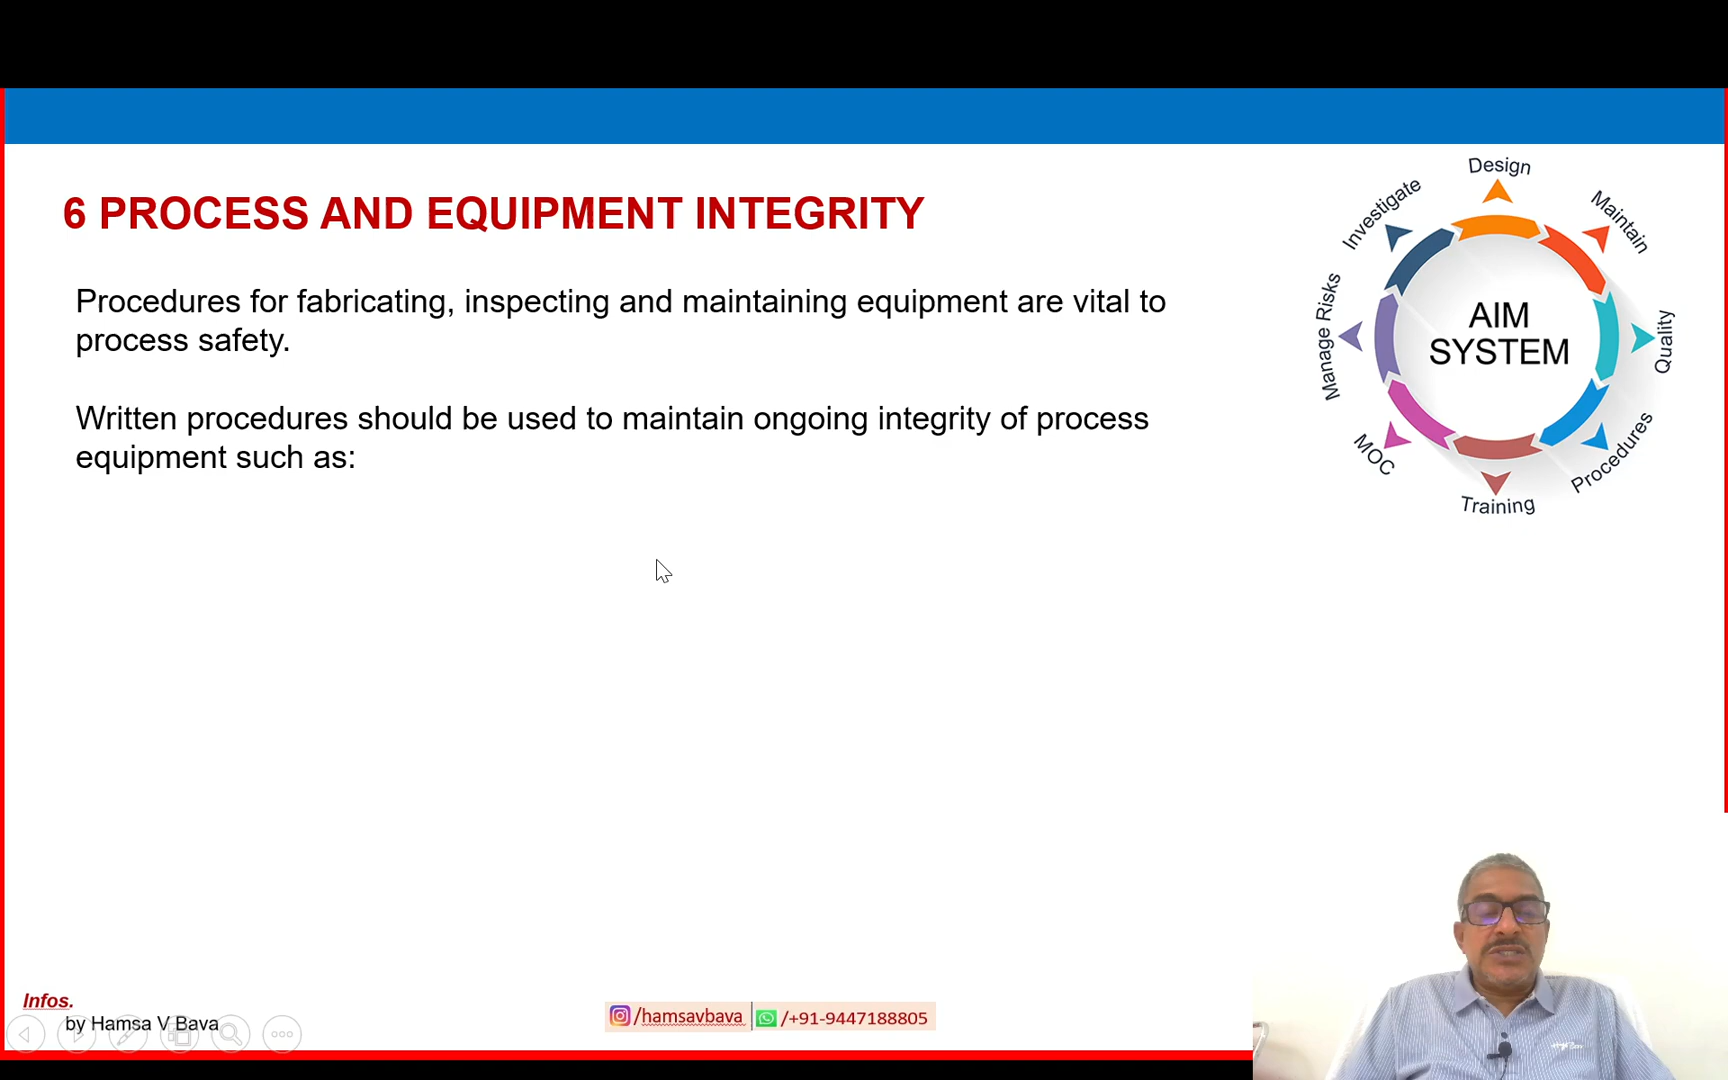 6 PROCESS AND EQUIPMENT INTEGRITY
Procedures for fabricating, inspecting and maintaining equipment are vital to
process safety.
Written procedures should be used to maintain ongoing integrity of process
equipment such as:
Design
Maintain
Quality
Procedures
Training
MOC
Manage Risks
Investigate
AIM
SYSTEM
Infos.
by Hamsa V Bava
/hamsavbava
/+91-9447188805